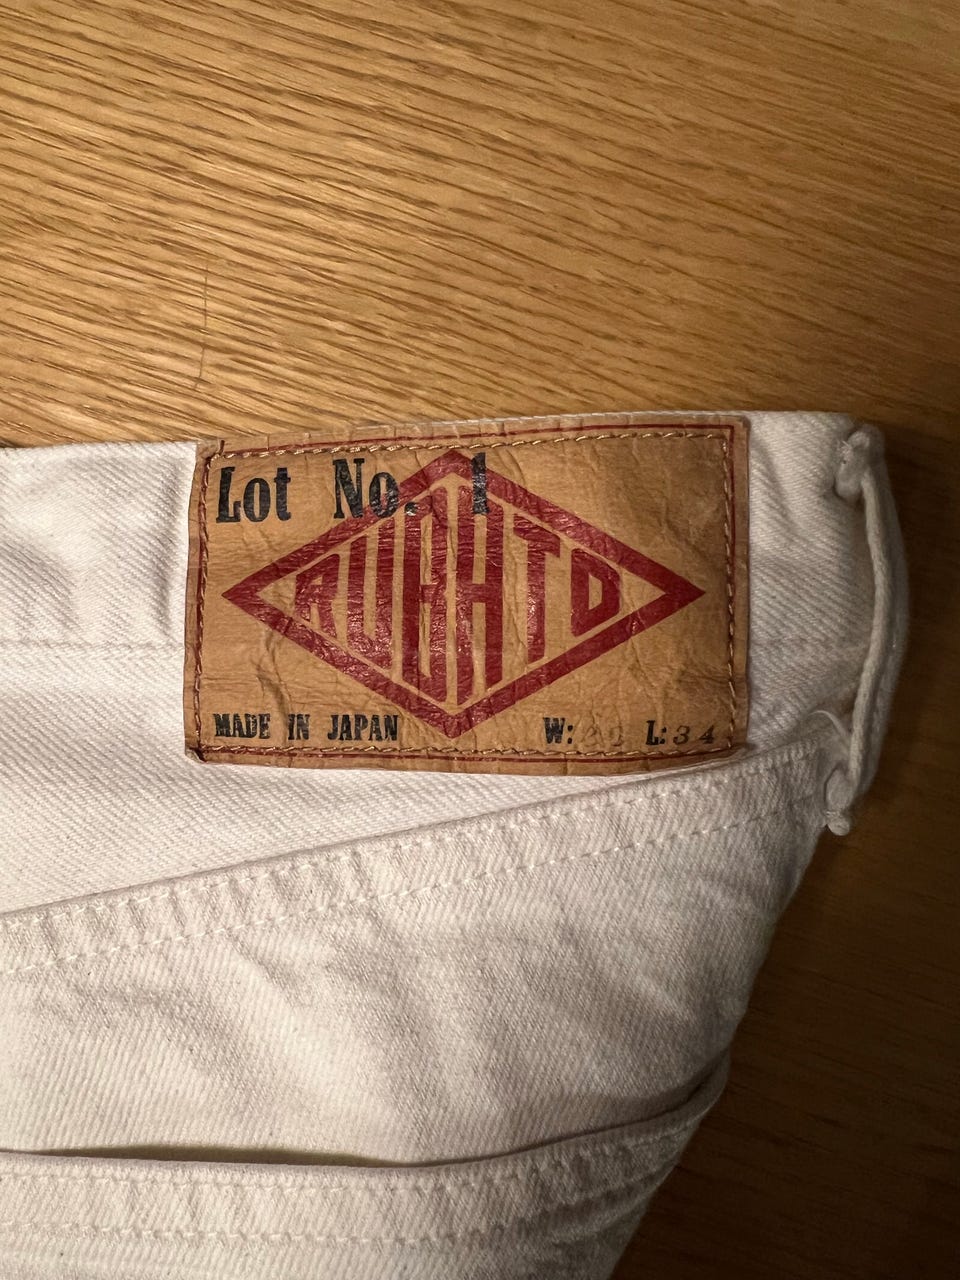 Lot No. 1
RUBATO
MADE IN JAPAN W: L:34